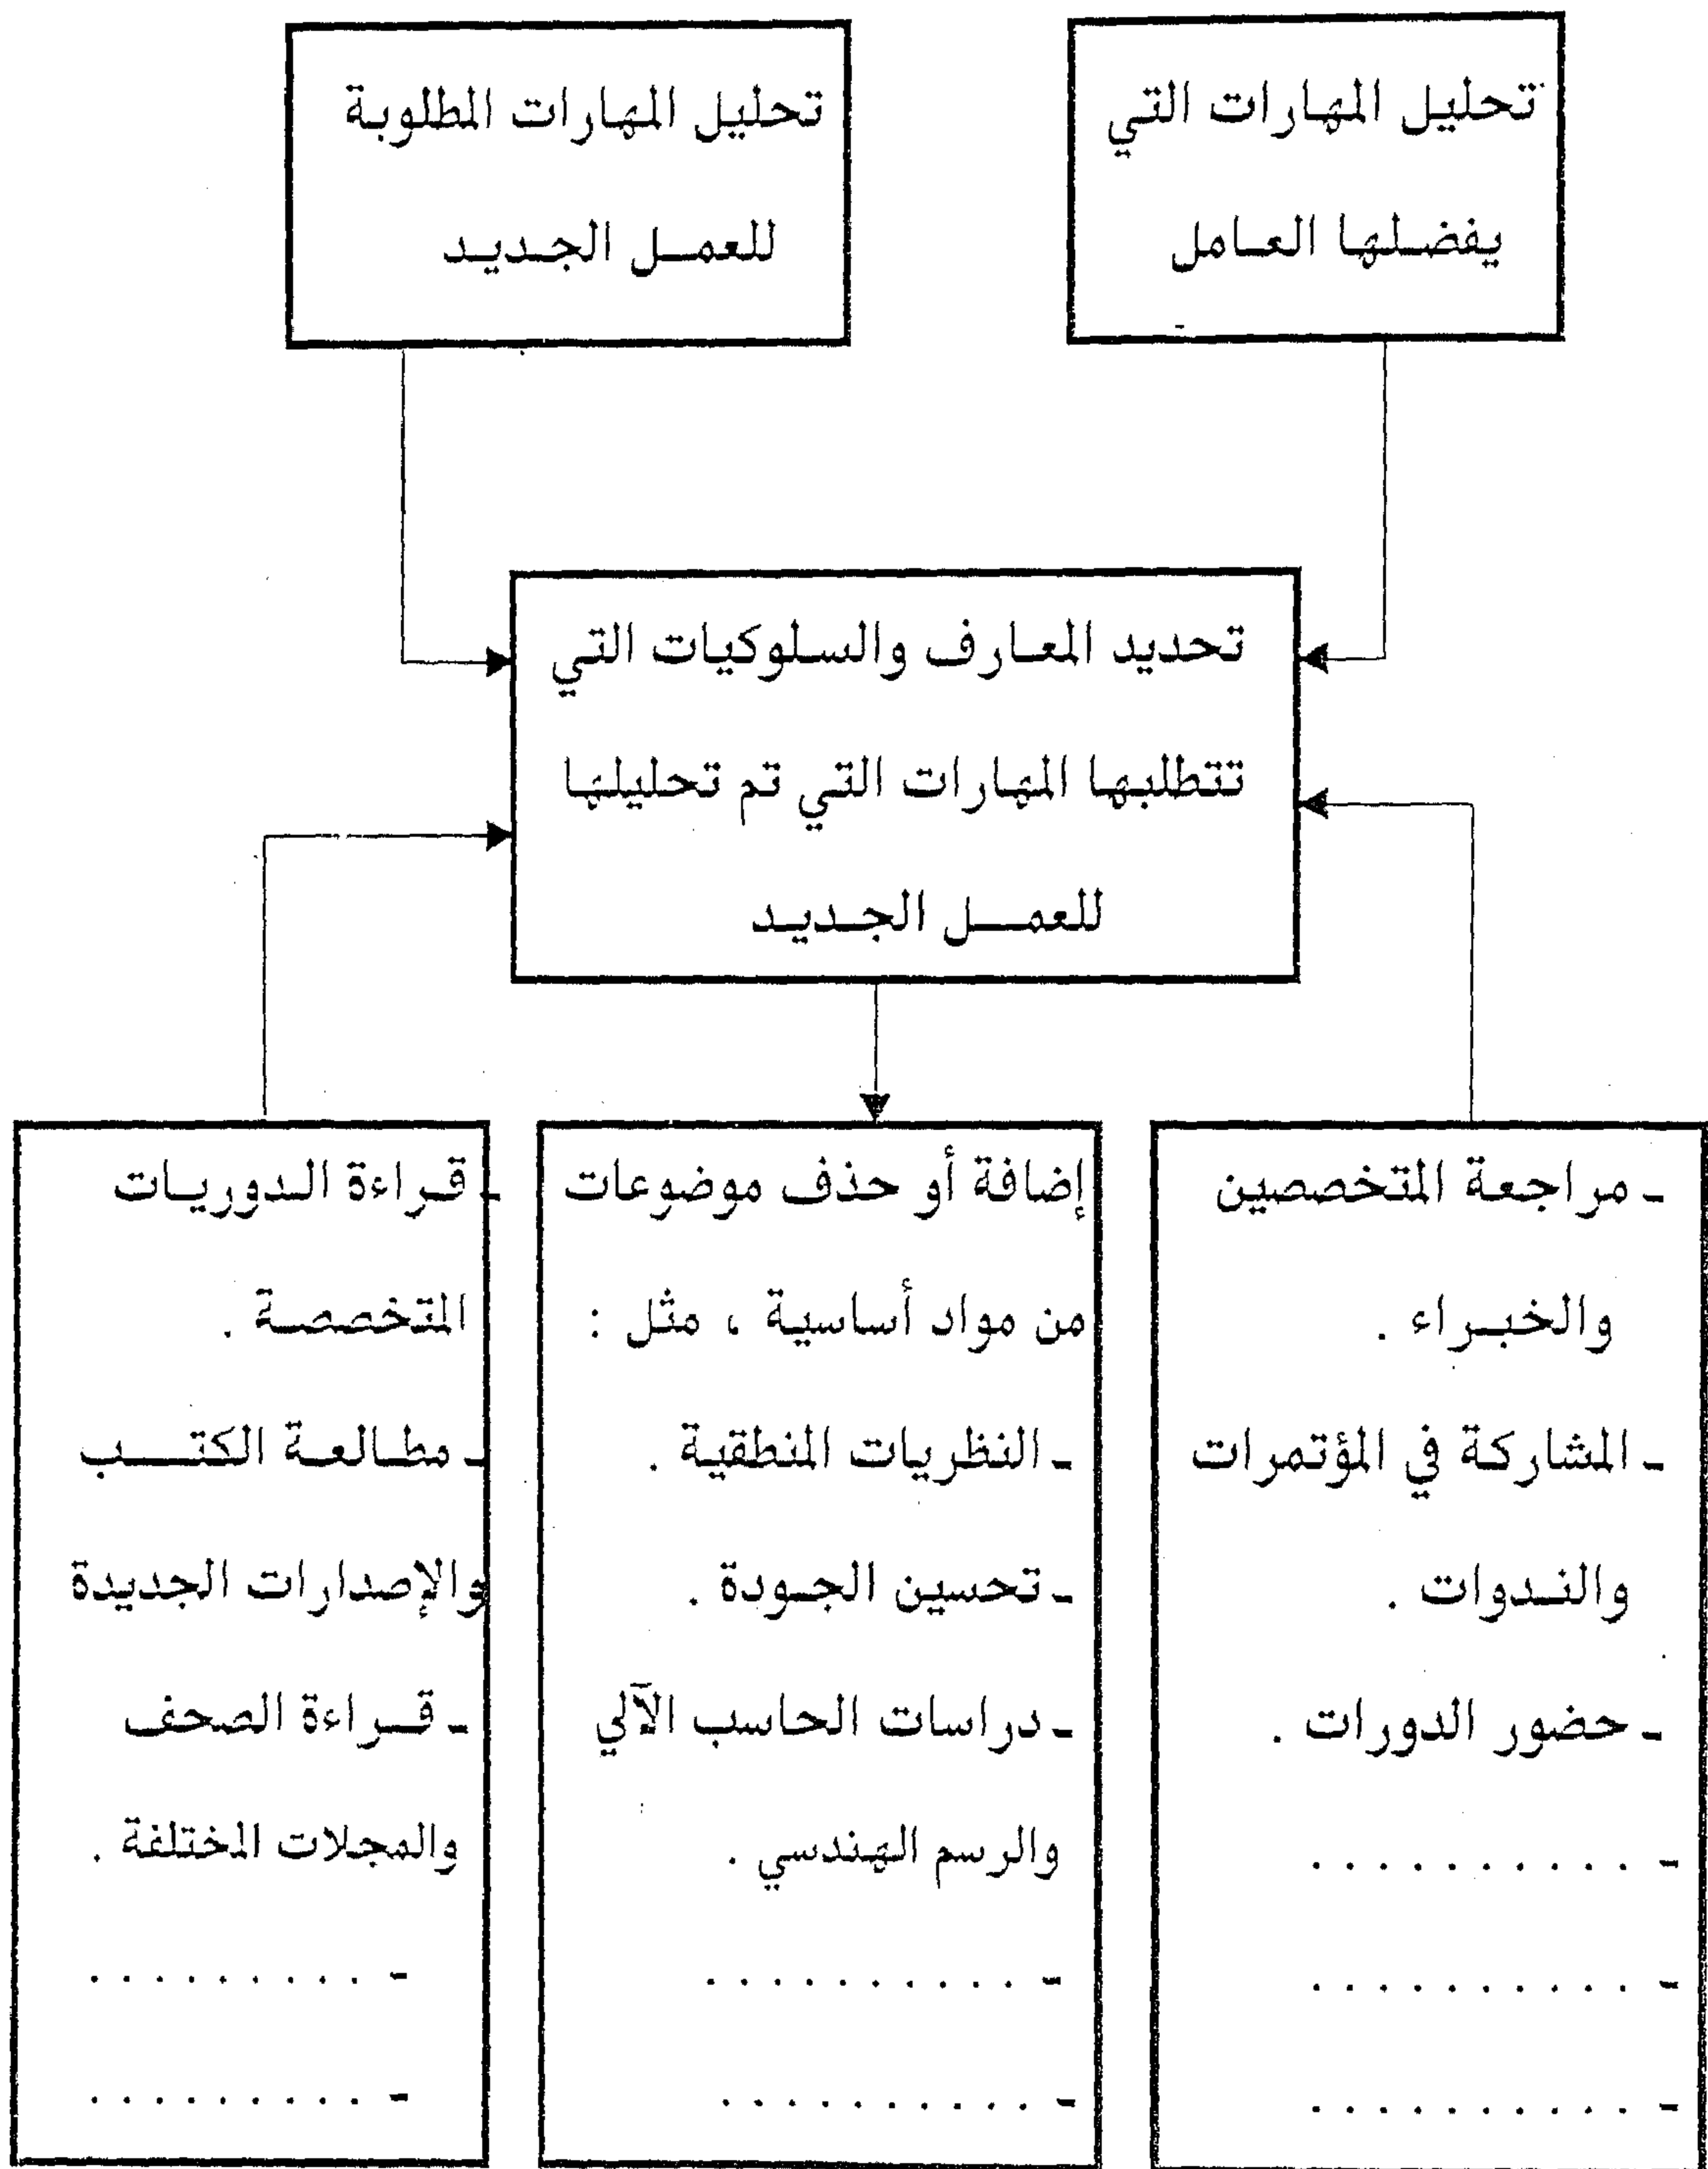 تحليل المهارات التي
يفضلها العامل
تحليل المهارات المطلوبة
للعمل الجديد
تحديد المعارف والسلوكيات التي
تتطلبها المهارات التي تم تحليلها
للعمل الجديد
- مراجعة المتخصصين
والخبراء .
- المشاركة في المؤتمرات
والندوات .
- حضور الدورات .
- . . . . . . . . . .
- . . . . . . . . . .
- . . . . . . . . . .
إضافة أو حذف موضوعات
من مواد أساسية ، مثل :
- النظريات المنطقية .
- تحسين الجودة .
- دراسات الحاسب الآلي
والرسم الهندسي .
- . . . . . . . . . . .
- . . . . . . . . . . .
- قراءة الدوريات
المتخصصة .
- مطالعة الكتب
والإصدارات الجديدة
- قراءة الصحف
والمجلات المختلفة .
- . . . . . . . . .
- . . . . . . . . .